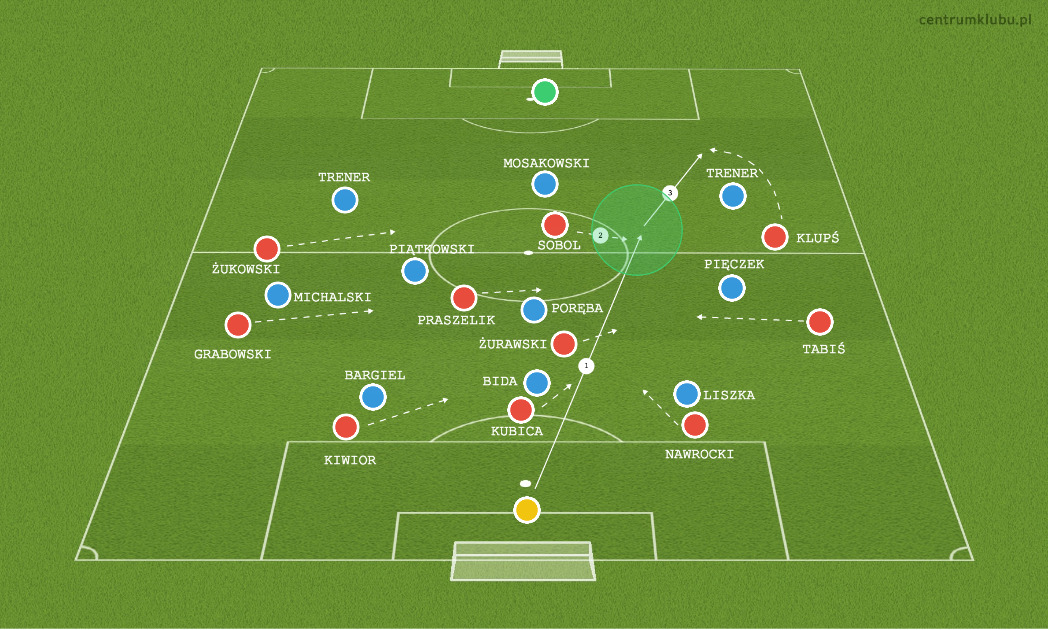 centrumklubu.pl
MOSAKOWSKI
TRENER
TRENER
3
2
SOBOL
KLUPŚ
PIĄTKOWSKI
ŻUKOWSKI
PIĘCZEK
MICHALSKI
PORĘBA
PRASZELIK
ŻURAWSKI
TABIŚ
GRABOWSKI
1
BARGIEL
BIDA
LISZKA
KUBICA
KIWIOR
NAWROCKI